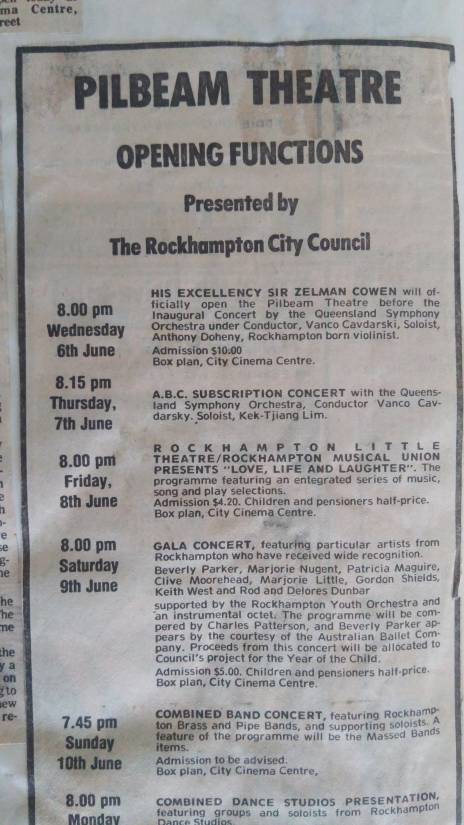 ma Centre,
reet
PILBEAM THEATRE
OPENING FUNCTIONS
Presented by
The Rockhampton City Council
8.00 pm
Wednesday
6th June
HIS EXCELLENCY SIR ZELMAN COWEN will of-
ficially open the Pilbeam Theatre before the
Inaugural Concert by the Queensland Symphony
Orchestra under Conductor, Vanco Cavdarski, Soloist,
Anthony Doheny, Rockhampton born violinist.
Admission $10.00
Box plan, City Cinema Centre.
8.15 pm
Thursday,
7th June
A.B.C. SUBSCRIPTION CONCERT with the Queens-
land Symphony Orchestra, Conductor Vanco Cav-
darsky. Soloist, Kek-Tjiang Lim.
8.00 pm
Friday,
8th June
ROCKHAMPTON LITTLE
THEATRE/ROCKHAMPTON MUSICAL UNION
PRESENTS "LOVE, LIFE AND LAUGHTER". The
programme featuring an entegrated series of music,
song and play selections.
Admission $4.20. Children and pensioners half-price.
Box plan, City Cinema Centre.
8.00 pm
Saturday
9th June
GALA CONCERT, featuring particular artists from
Rockhampton who have received wide recognition.
Beverly Parker, Marjorie Nugent, Patricia Maguire,
Clive Moorehead, Marjorie Little, Gordon Shields,
Keith West and Rod and Delores Dunbar
supported by the Rockhampton Youth Orchestra and
an instrumental octet. The programme will be com-
pered by Charles Patterson, and Beverly Parker ap-
pears by the courtesy of the Australian Ballet Com-
pany. Proceeds from this concert will be allocated to
Council's project for the Year of the Child.
Admission $5.00. Children and pensioners half-price.
Box plan, City Cinema Centre.
7.45 pm
Sunday
10th June
COMBINED BAND CONCERT, featuring Rockhamp-
ton Brass and Pipe Bands, and supporting soloists. A
feature of the programme will be the Massed Bands
items.
Admission to be advised.
Box plan, City Cinema Centre,
8.00 pm
Monday
COMBINED DANCE STUDIOS PRESENTATION,
featuring groups and soloists from Rockhampton
Dance Studios.